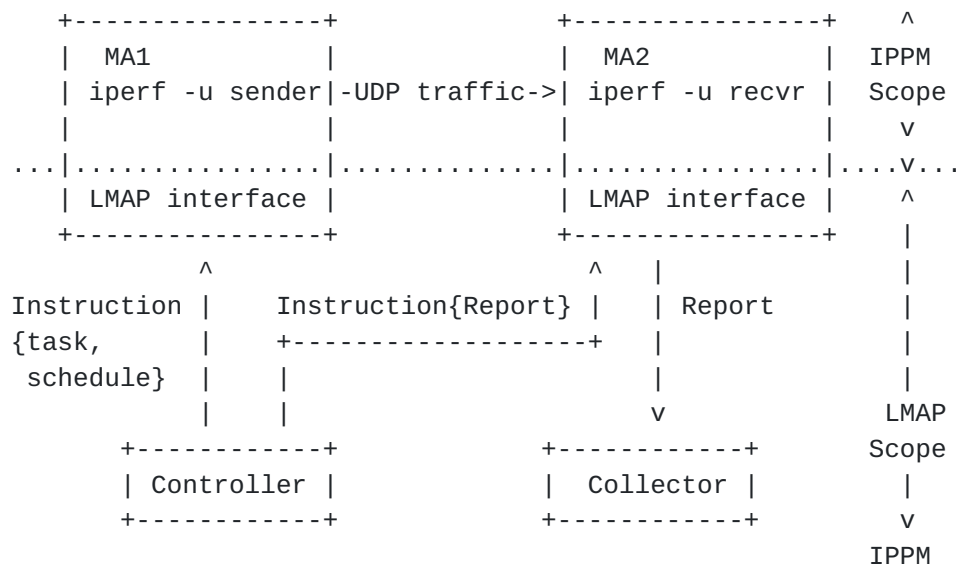 +----------------+              +----------------+    ^
   |  MA1           |              |  MA2           |  IPPM
   | iperf -u sender|-UDP traffic->| iperf -u recvr |  Scope
   |                |              |                |    v
...|................|..............|................|....v...
   | LMAP interface |              | LMAP interface |    ^
   +----------------+              +----------------+    |
            ^                        ^   |               |
Instruction |    Instruction{Report} |   | Report        |
{task,      |    +-------------------+   |               |
 schedule}  |    |                       |               |
            |    |                       v              LMAP
       +------------+             +------------+       Scope
       | Controller |             |  Collector |         |
       +------------+             +------------+         v
                                                       IPPM